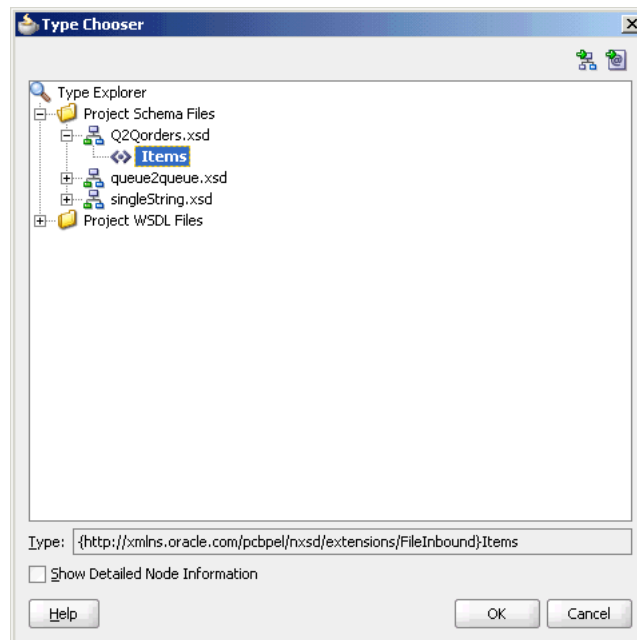 Type Chooser
Type Explorer
Project Schema Files
Q2Qorders.xsd
Items
queue2queue.xsd
singleString.xsd
Project WSDL Files
Type: {http://xmlns.oracle.com/pcbpel/nxsd/extensions/FileInbound}Items
Show Detailed Node Information
Help OK Cancel